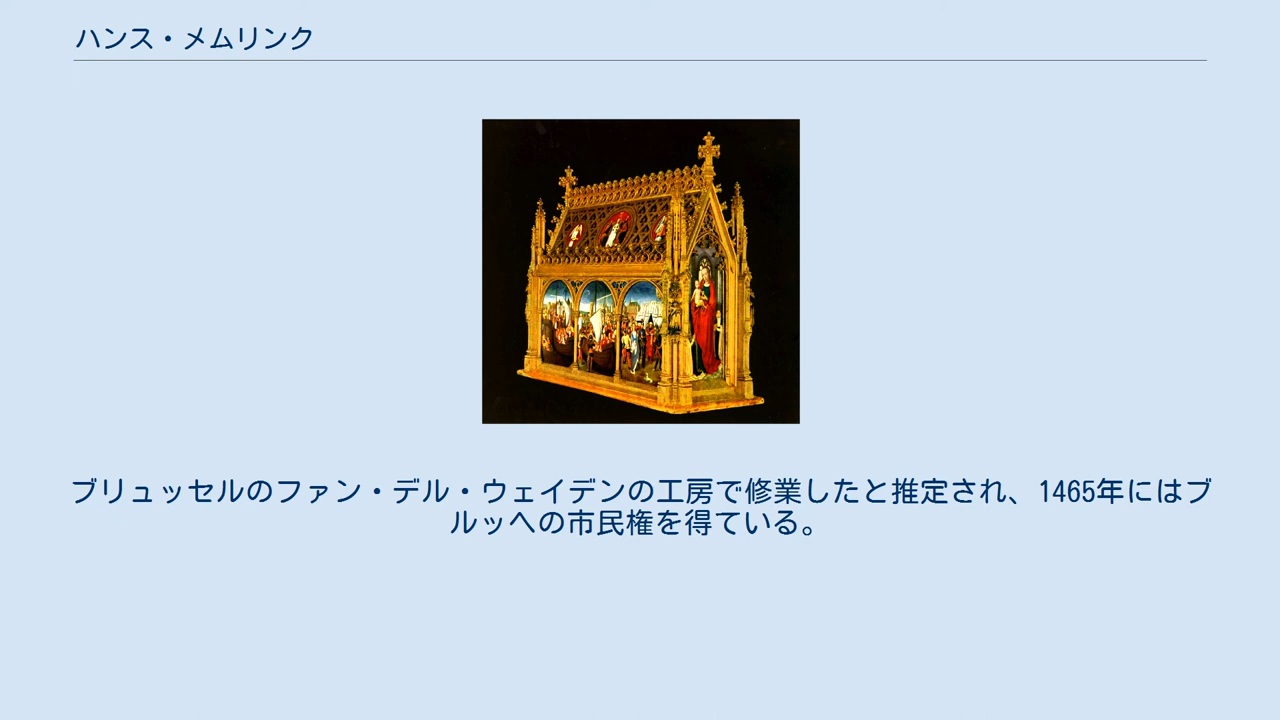 ハンス・メムリンク
ブリュッセルのファン・デル・ウェイデンの工房で修業したと推定され、1465年にはブ
ルッヘの市民権を得ている。